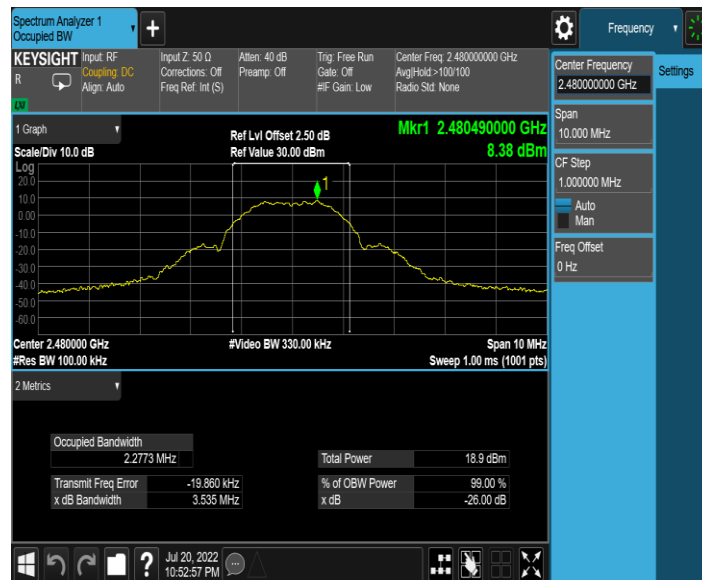 Spectrum Analyzer 1
Occupied BW
+
Frequency
KEYSIGHT
R
LXI
Input: RF
Coupling: DC
Align: Auto
Input Z: 50 Ω
Corrections: Off
Freq Ref: Int (S)
Atten: 40 dB
Preamp: Off
Trig: Free Run
Gate: Off
#IF Gain: Low
Center Freq: 2.480000000 GHz
Avg|Hold:>100/100
Radio Std: None
Center Frequency
2.480000000 GHz
Settings
Span
10.000 MHz
CF Step
1.000000 MHz
Auto
Man
Freq Offset
0 Hz
1 Graph
Scale/Div 10.0 dB
Ref Lvl Offset 2.50 dB
Ref Value 30.00 dBm
Mkr1 2.480490000 GHz
8.38 dBm
Log
20.0
10.0
0.00
-10.0
-20.0
-30.0
-40.0
-50.0
-60.0
1
Center 2.480000 GHz
#Res BW 100.00 kHz
#Video BW 330.00 kHz
Span 10 MHz
Sweep 1.00 ms (1001 pts)
2 Metrics
Occupied Bandwidth
2.2773 MHz
Total Power 18.9 dBm
Transmit Freq Error -19.860 kHz
% of OBW Power 99.00 %
x dB Bandwidth 3.535 MHz
x dB -26.00 dB
?
Jul 20, 2022
10:52:57 PM